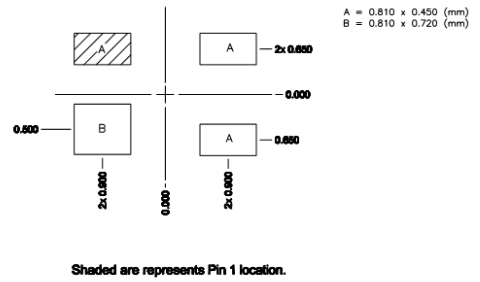 A = 0.810 x 0.450 (mm)
B = 0.810 x 0.720 (mm)
A
A
2x 0.650
0.000
0.500
B
A
0.650
2x 0.900
0.000
2x 0.900
Shaded are represents Pin 1 location.